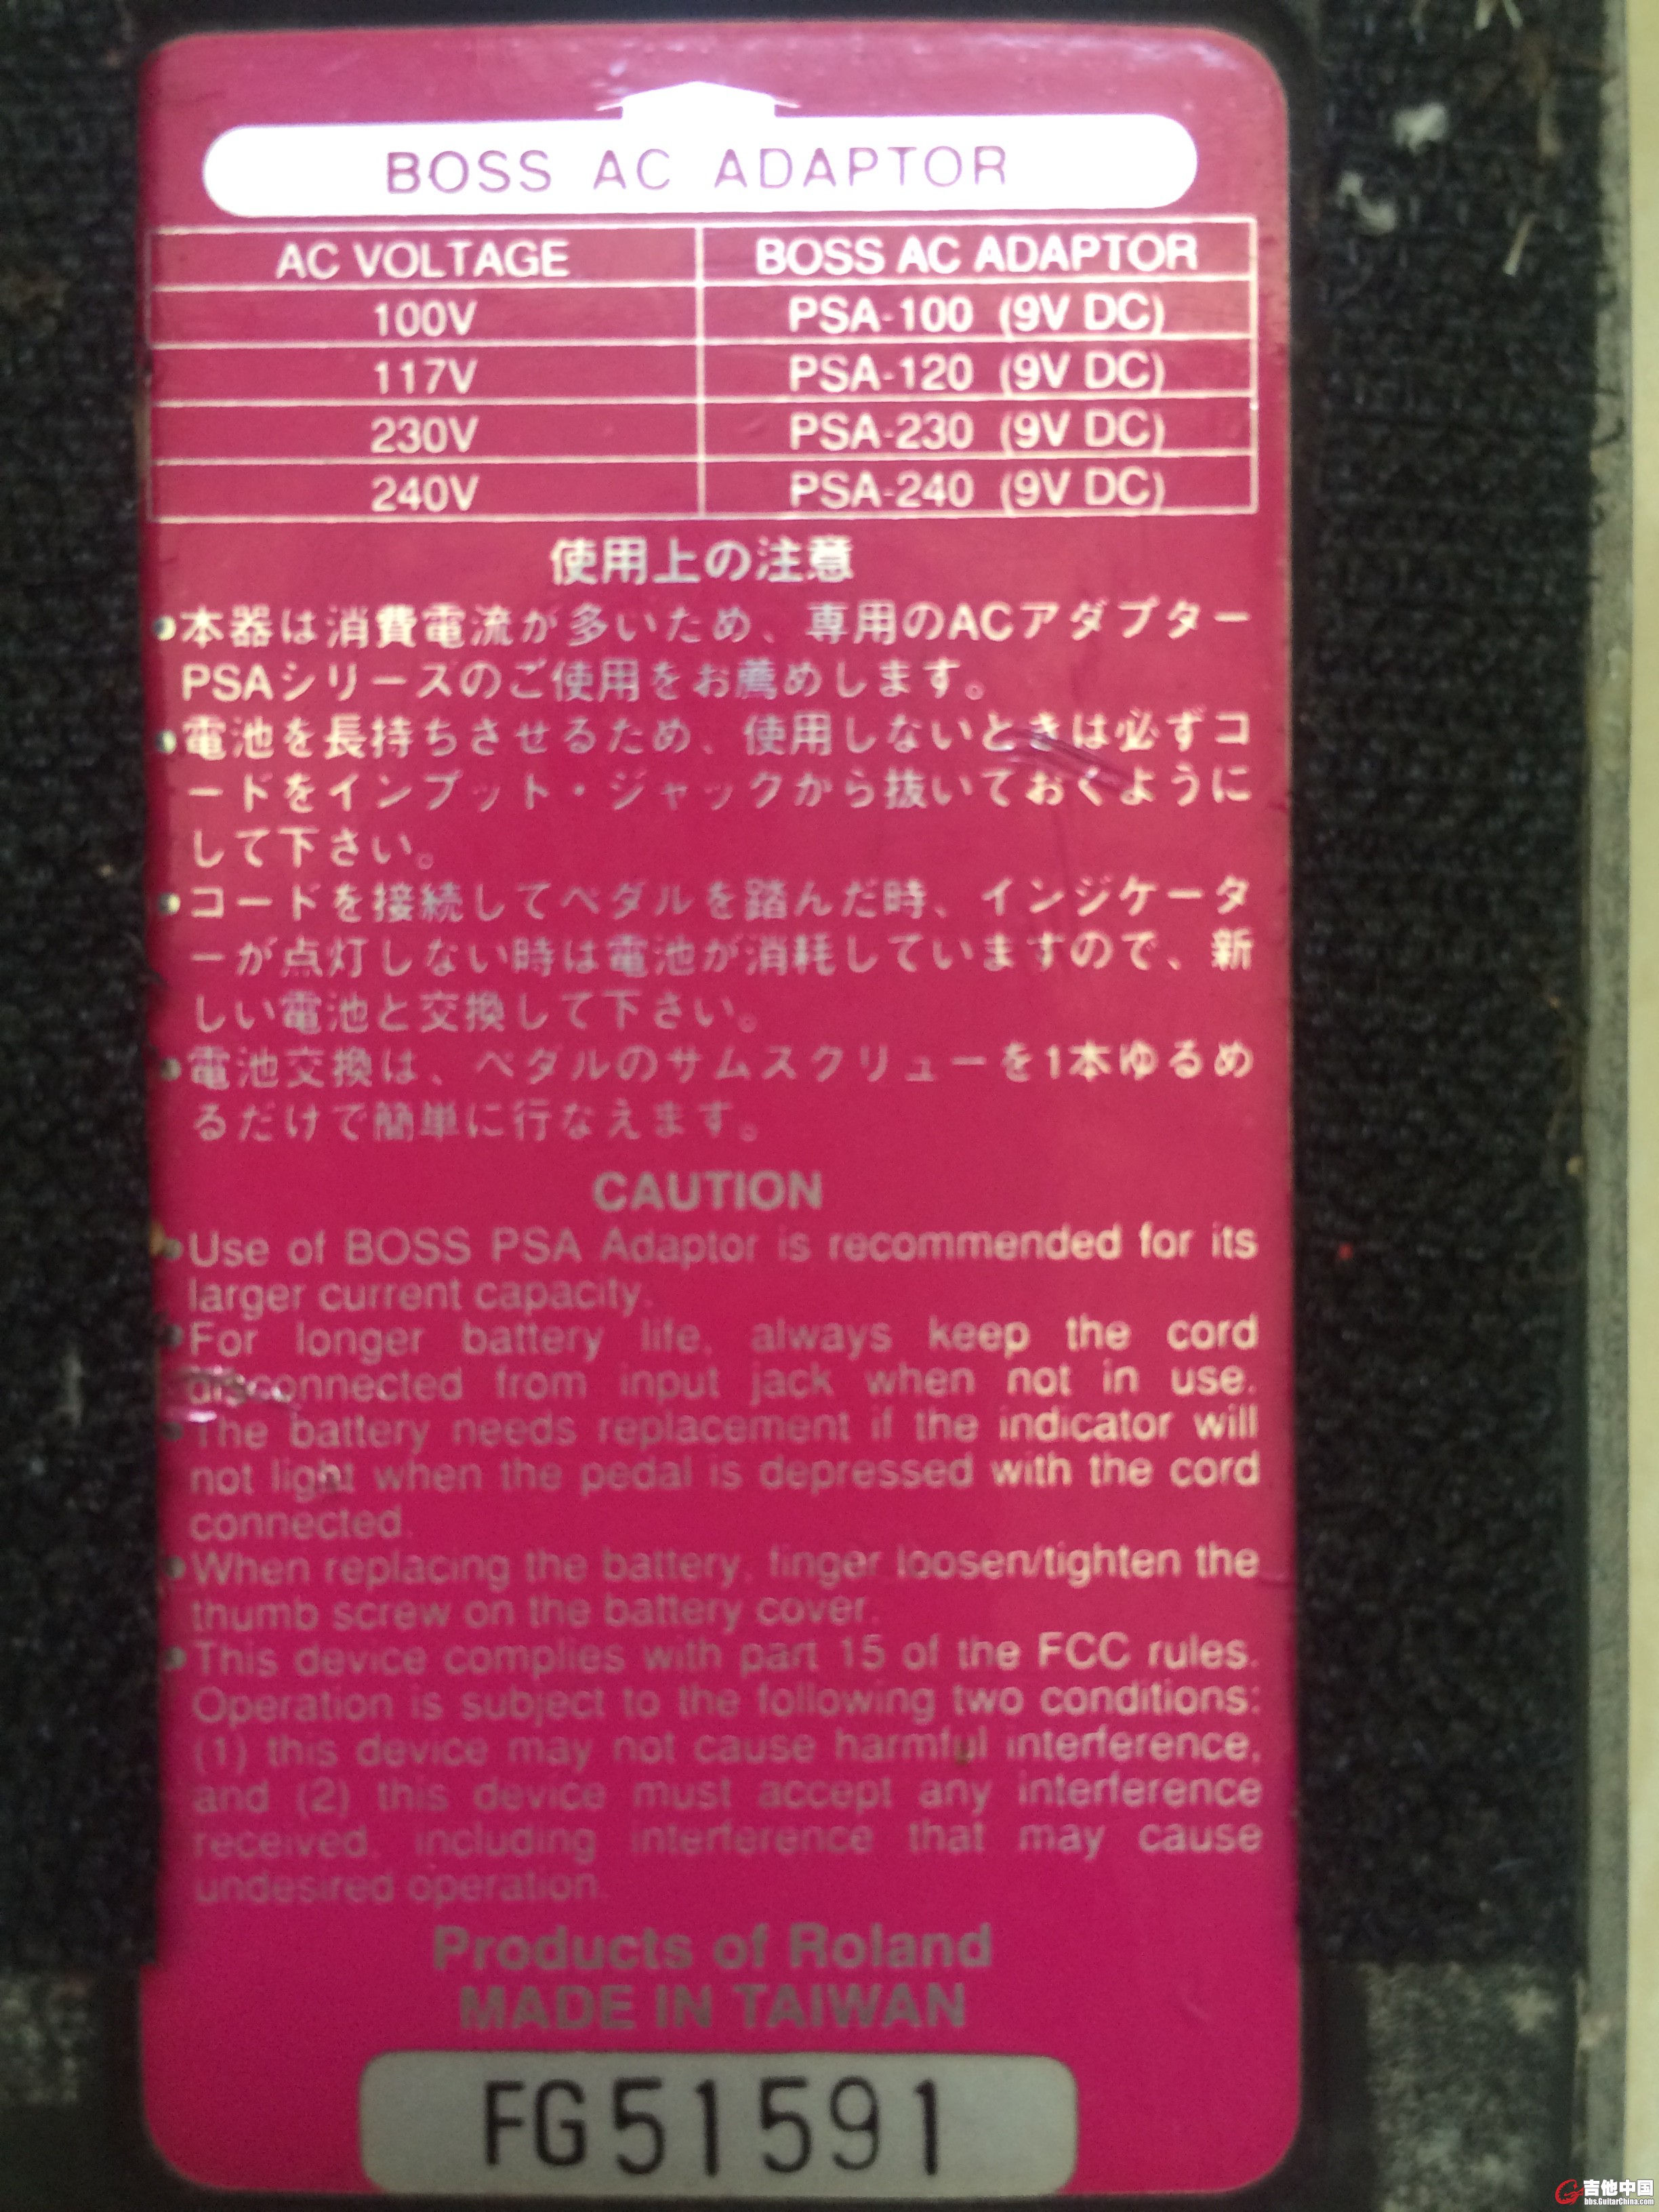 BOSS AC ADAPTOR
AC VOLTAGE BOSS AC ADAPTOR
100V PSA-100 (9V DC)
117V PSA-120 (9V DC)
230V PSA-230 (9V DC)
240V PSA-240 (9V DC)
使用上の注意
●本器は消費電流が多いため、専用のACアダプター
PSAシリーズのご使用をお薦めします。
●電池を長持ちさせるため、使用しないときは必ずコ
ードをインプット・ジャックから抜いておくように
して下さい。
●コードを接続してペダルを踏んだ時、インジケータ
ーが点灯しない時は電池が消耗していますので、新
しい電池と交換して下さい。
●電池交換は、ペダルのサムスクリューを1本ゆるめ
るだけで簡単に行なえます。
CAUTION
●Use of BOSS PSA Adaptor is recommended for its
larger current capacity.
●For longer battery life, always keep the cord
disconnected from input jack when not in use.
●The battery needs replacement if the indicator will
not light when the pedal is depressed with the cord
connected.
●When replacing the battery, finger loosen/tighten the
thumb screw on the battery cover.
●This device complies with part 15 of the FCC rules.
Operation is subject to the following two conditions:
(1) this device may not cause harmful interference,
and (2) this device must accept any interference
received, including interference that may cause
undesired operation.
Products of Roland
MADE IN TAIWAN
FG51591
吉他中国
bbs.GuitarChina.com